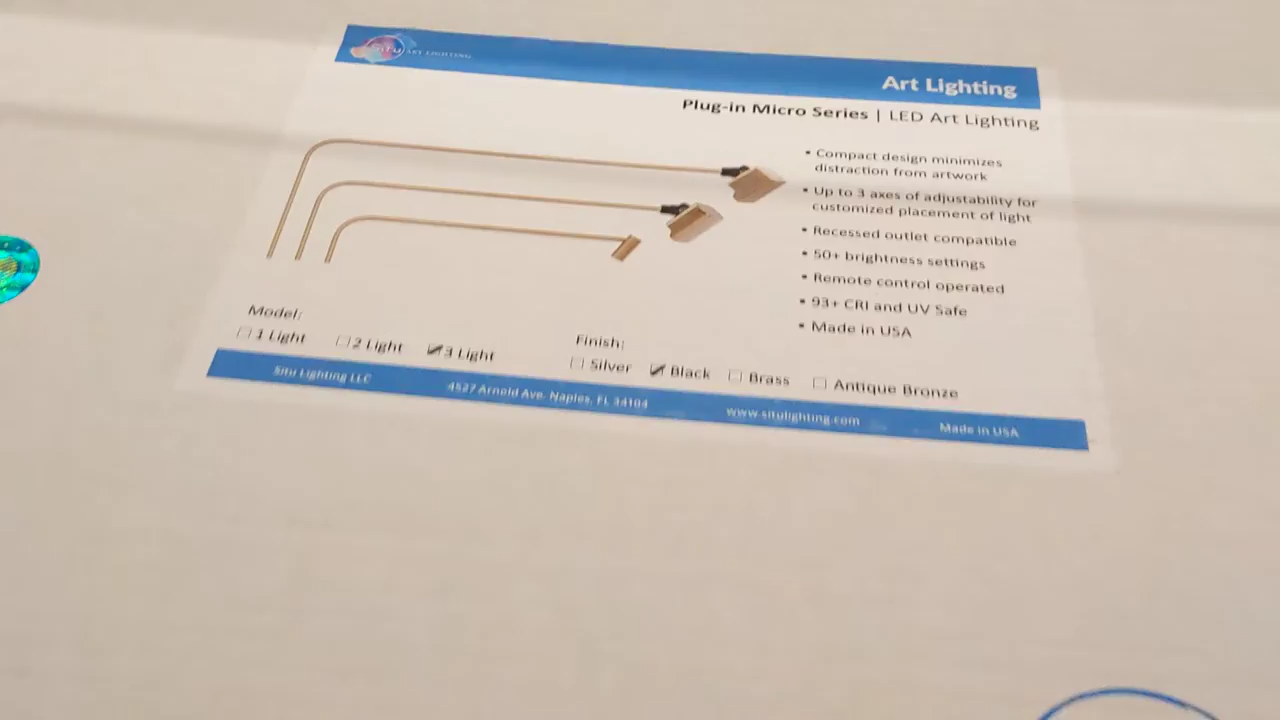 Situ ART LIGHTING
Art Lighting
Plug-in Micro Series | LED Art Lighting
• Compact design minimizes
distraction from artwork
• Up to 3 axes of adjustability for
customized placement of light
• Recessed outlet compatible
• 50+ brightness settings
• Remote control operated
• 93+ CRI and UV Safe
• Made in USA
Model:
1 Light 2 Light 3 Light
Finish:
Silver Black Brass Antique Bronze
Situ Lighting LLC 4527 Arnold Ave. Naples, FL 34104 www.situlighting.com Made in USA